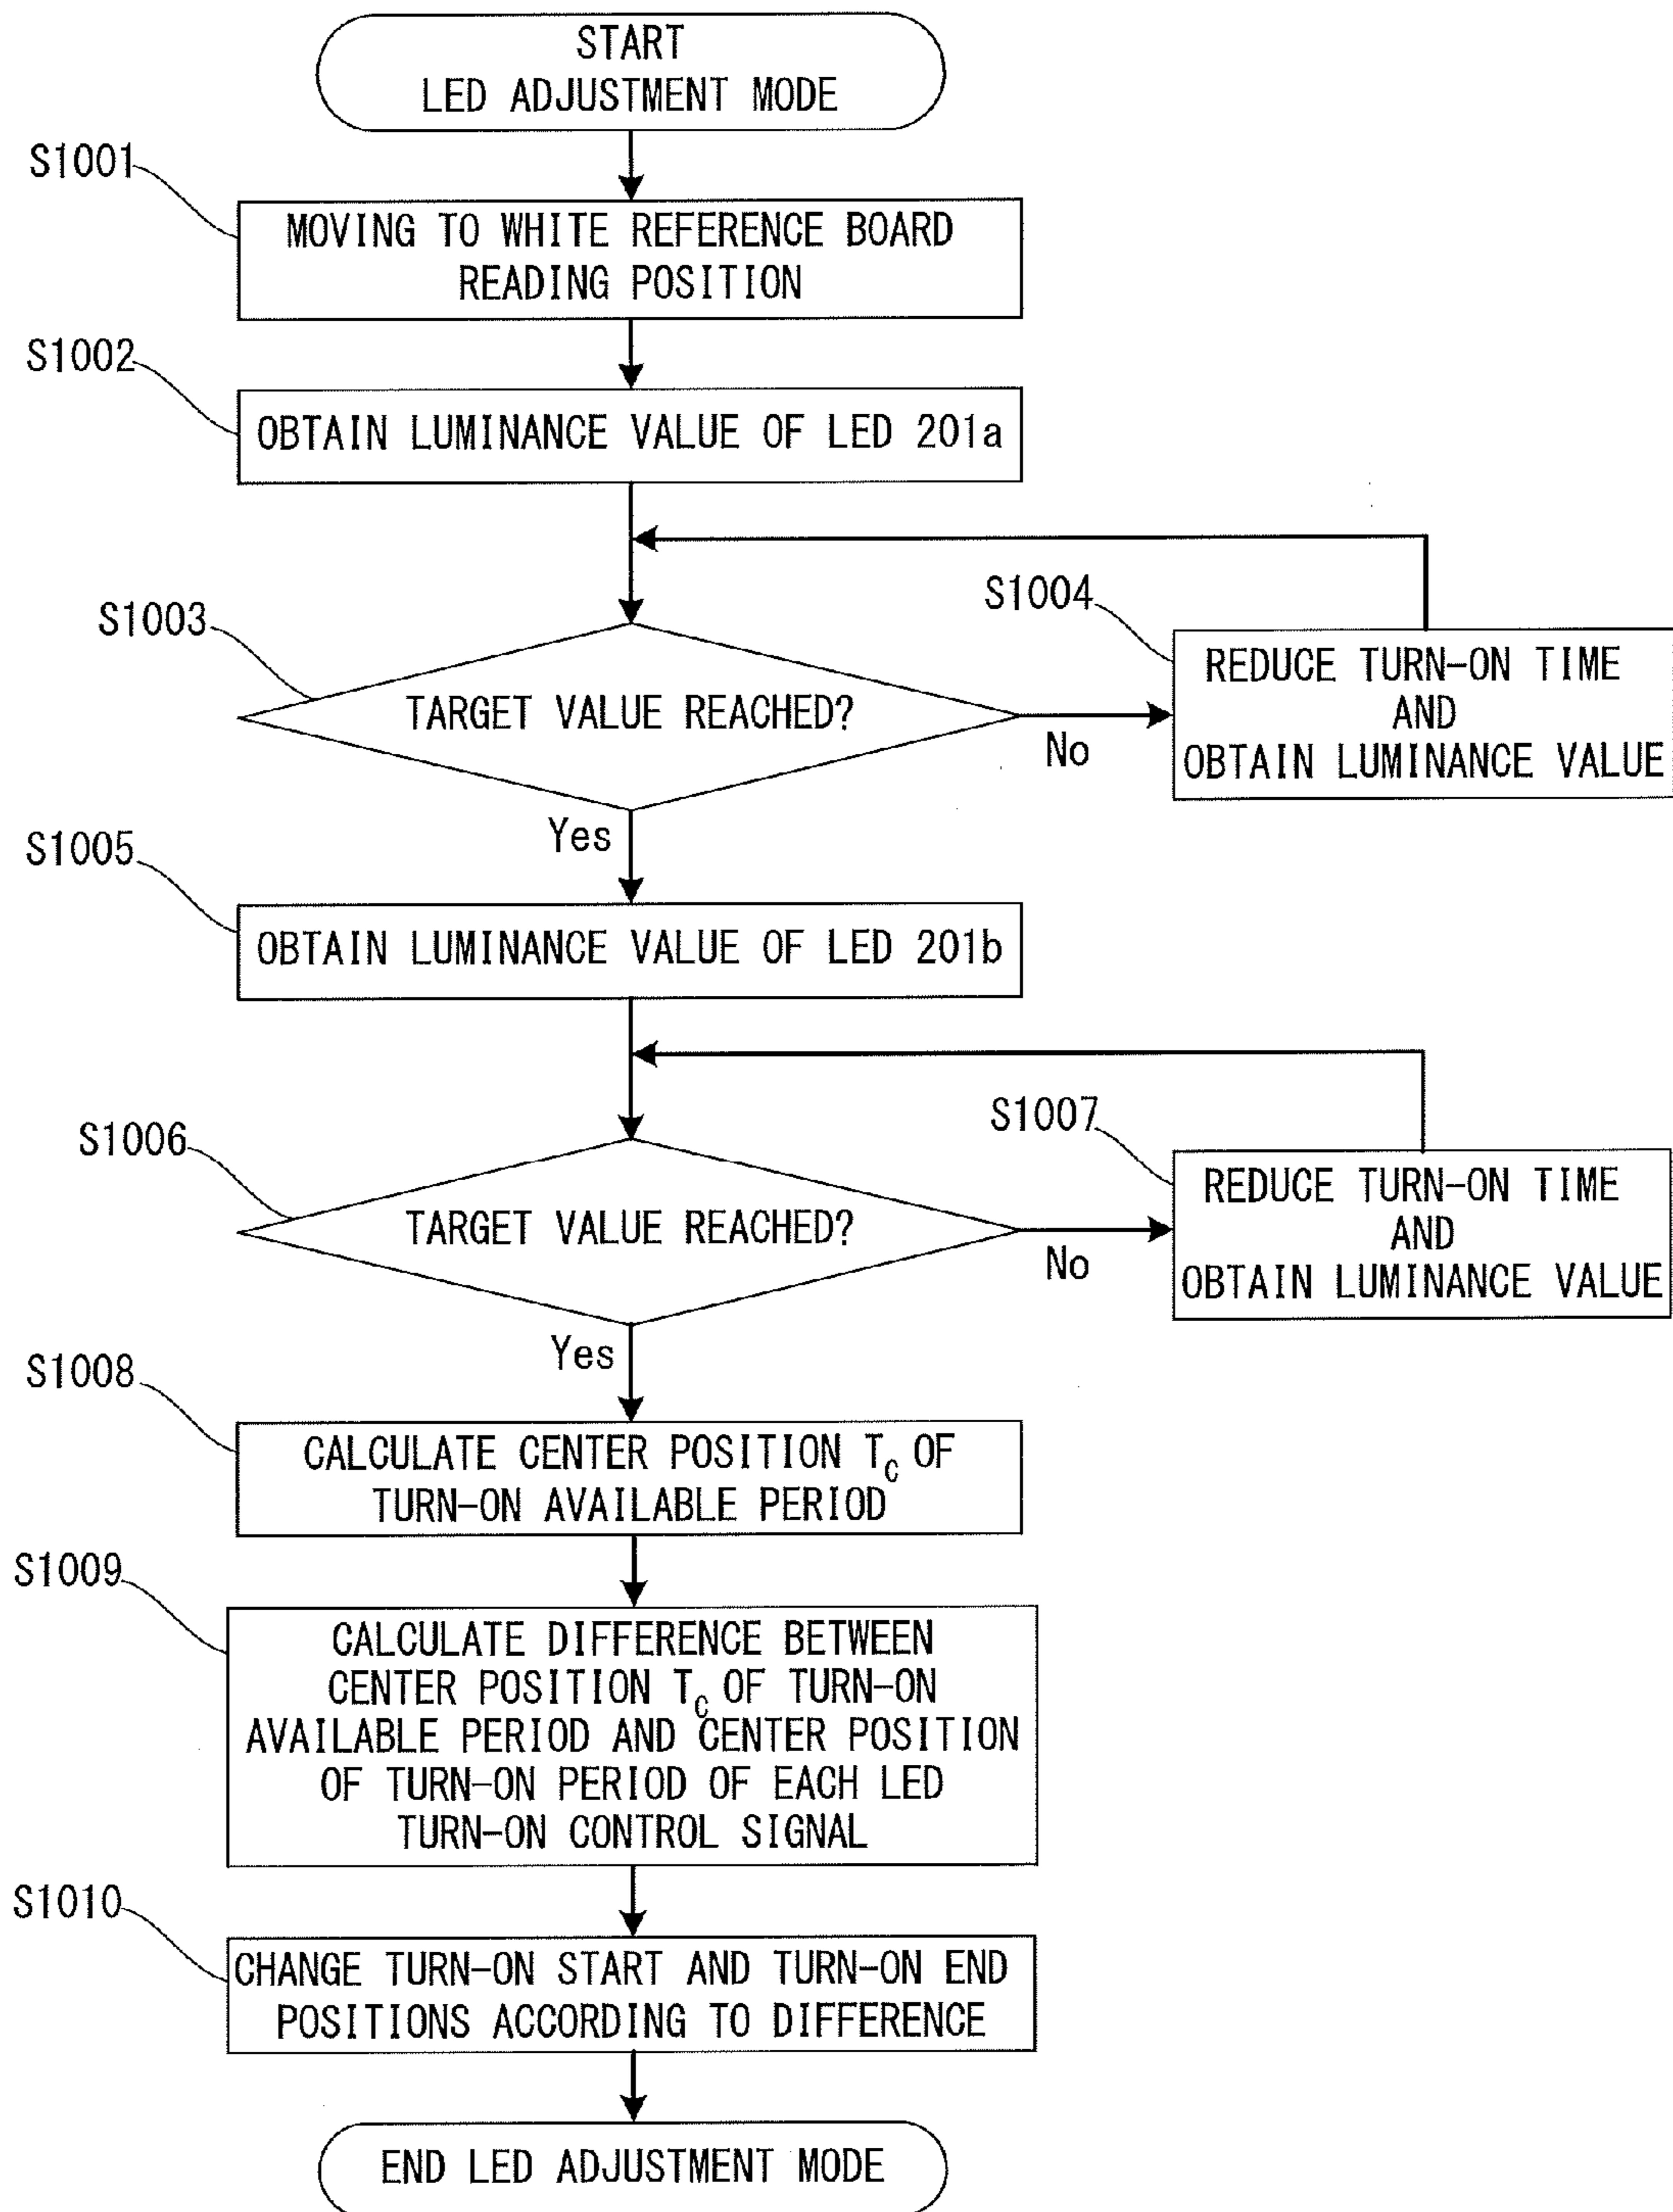 START
LED ADJUSTMENT MODE
S1001
MOVING TO WHITE REFERENCE BOARD
READING POSITION
S1002
OBTAIN LUMINANCE VALUE OF LED 201a
S1003
TARGET VALUE REACHED?
No
S1004
REDUCE TURN-ON TIME
AND
OBTAIN LUMINANCE VALUE
Yes
S1005
OBTAIN LUMINANCE VALUE OF LED 201b
S1006
TARGET VALUE REACHED?
No
S1007
REDUCE TURN-ON TIME
AND
OBTAIN LUMINANCE VALUE
Yes
S1008
CALCULATE CENTER POSITION TC OF
TURN-ON AVAILABLE PERIOD
S1009
CALCULATE DIFFERENCE BETWEEN
CENTER POSITION TC OF TURN-ON
AVAILABLE PERIOD AND CENTER POSITION
OF TURN-ON PERIOD OF EACH LED
TURN-ON CONTROL SIGNAL
S1010
CHANGE TURN-ON START AND TURN-ON END
POSITIONS ACCORDING TO DIFFERENCE
END LED ADJUSTMENT MODE